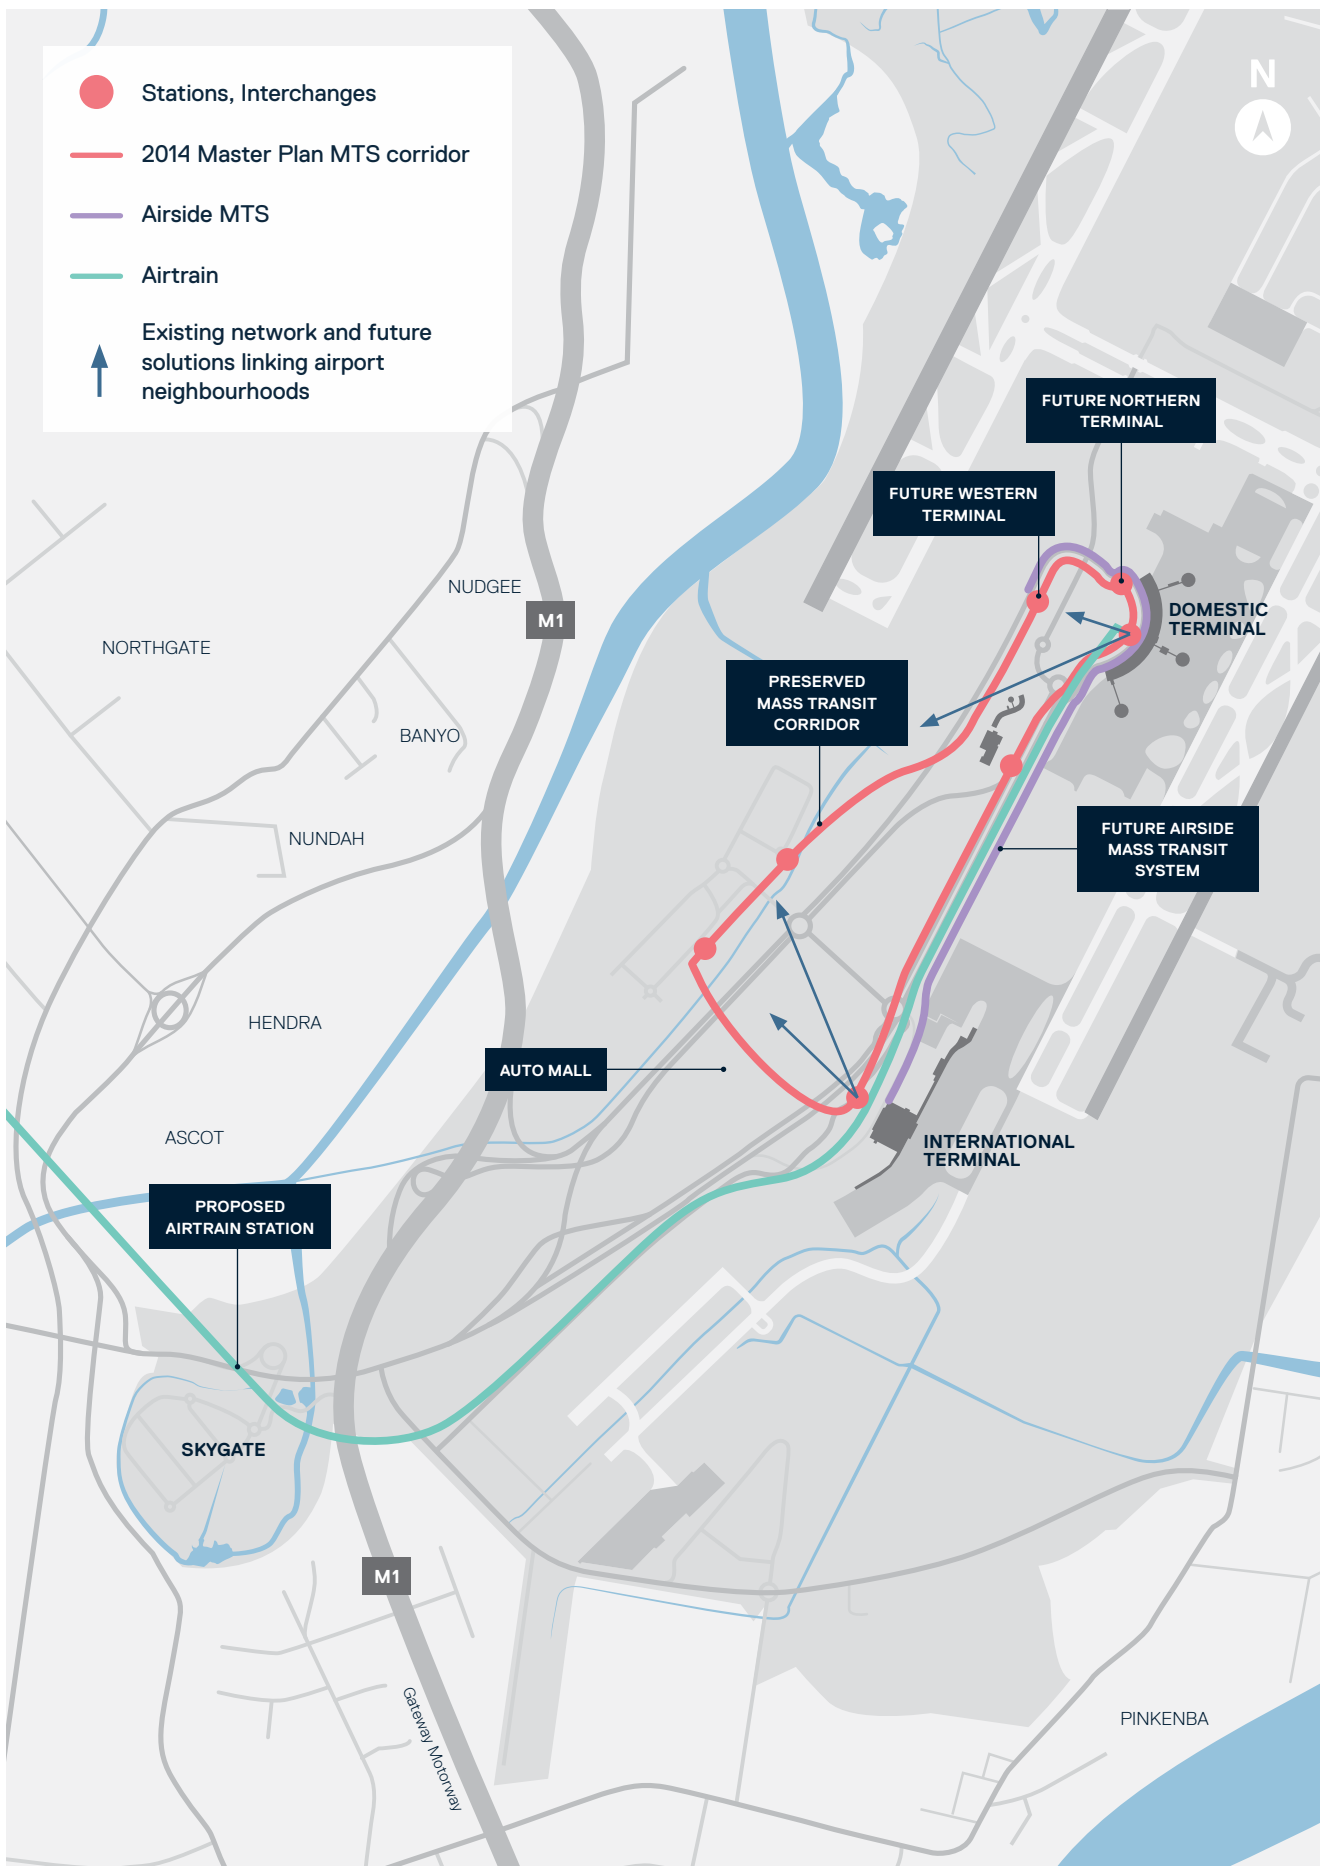 Stations, Interchanges
2014 Master Plan MTS corridor
Airside MTS
Airtrain
Existing network and future
solutions linking airport
neighbourhoods
N
FUTURE NORTHERN
TERMINAL
FUTURE WESTERN
TERMINAL
NUDGEE
M1
DOMESTIC
TERMINAL
NORTHGATE
PRESERVED
MASS TRANSIT
CORRIDOR
BANYO
FUTURE AIRSIDE
MASS TRANSIT
SYSTEM
NUNDAH
HENDRA
AUTO MALL
ASCOT
INTERNATIONAL
TERMINAL
PROPOSED
AIRTRAIN STATION
SKYGATE
M1
Gateway Motorway
PINKENBA